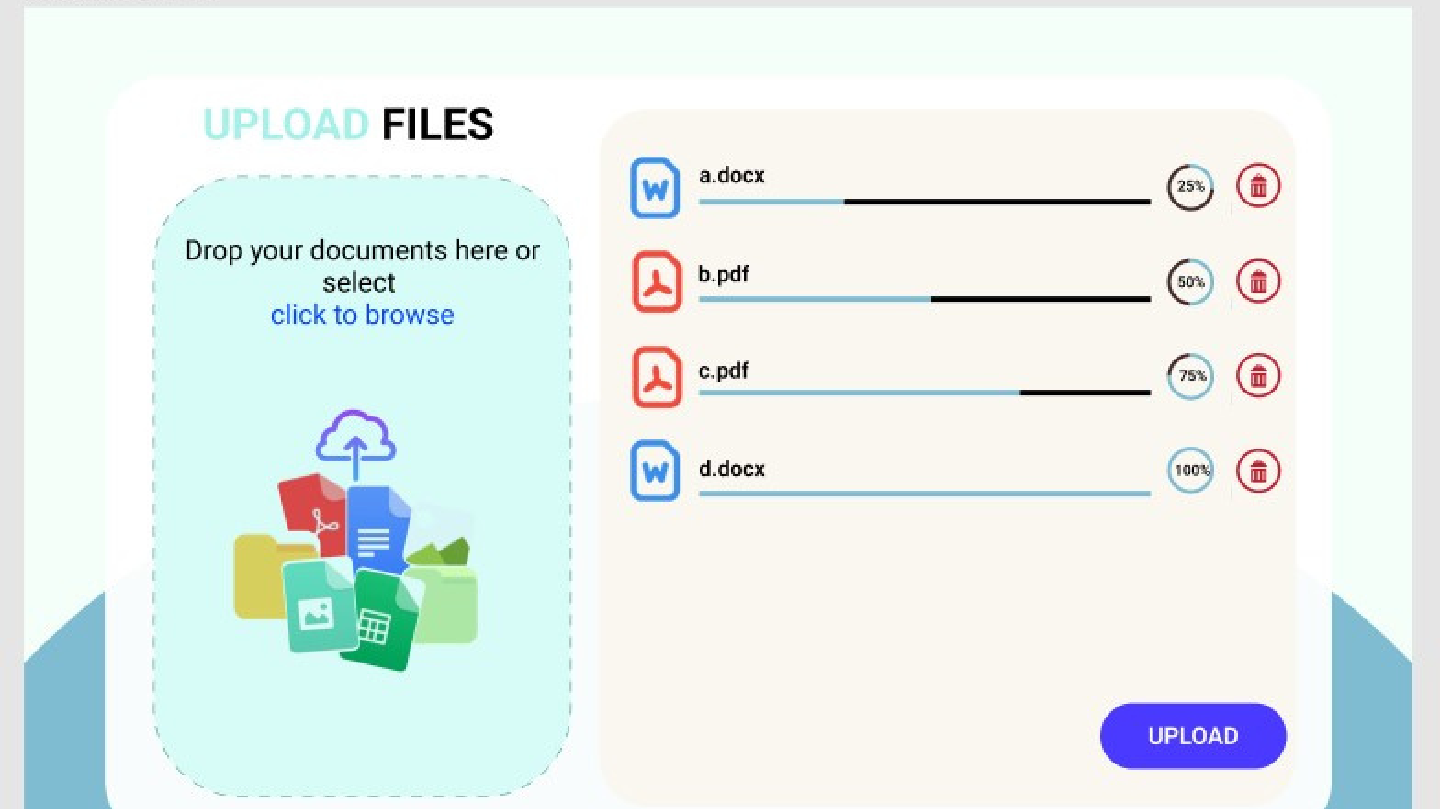 UPLOAD FILES
Drop your documents here or
select
click to browse
a.docx
25%
b.pdf
50%
c.pdf
75%
d.docx
100%
UPLOAD